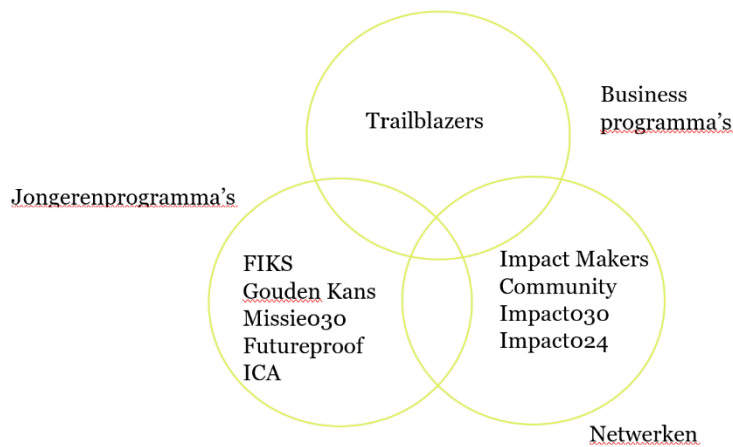 Trailblazers
Business
programma's
Jongerenprogramma's
FIKS
Gouden Kans
Missie030
Futureproof
ICA
Impact Makers
Community
Impact030
Impact024
Netwerken